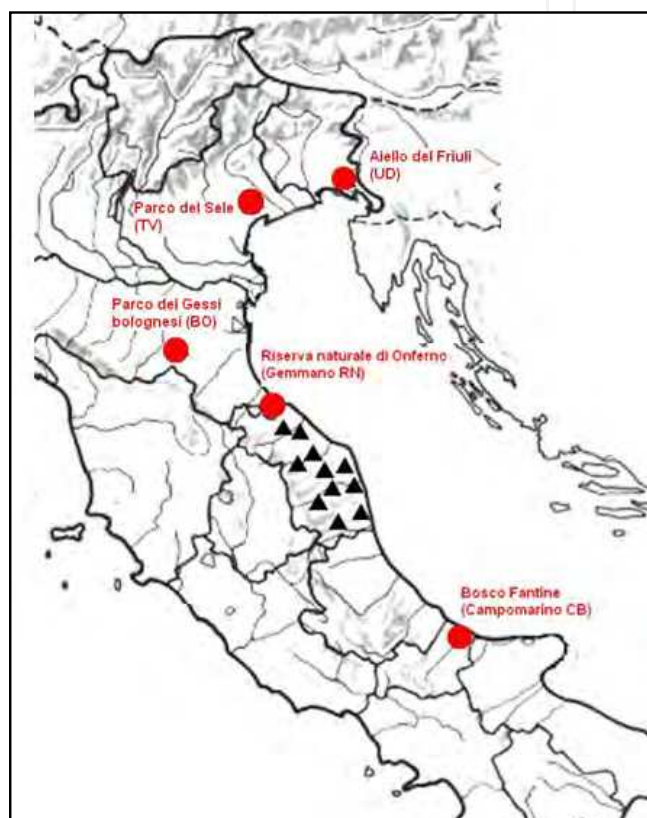 Aiello del Friuli
(UD)
Parco del Sele
(TV)
Parco dei Gessi
bolognesi (BO)
Riserva naturale di Onferno
(Gemmano RN)
Bosco Fantine
(Campomarino CB)